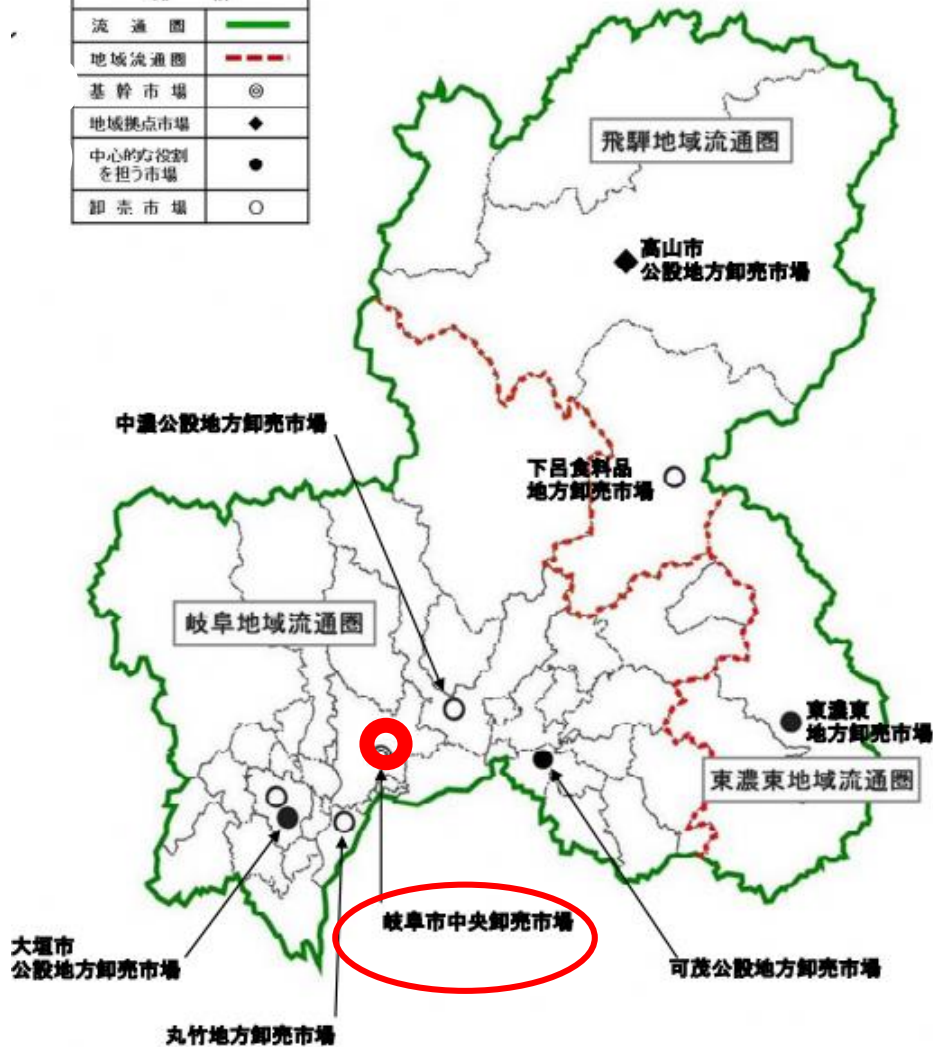 流通圏
地域流通圏
基幹市場
◎
地域拠点市場
◆
中心的な役割
を担う市場
●
卸売市場
○
飛騨地域流通圏
高山市
公設地方卸売市場
中濃公設地方卸売市場
下呂食料品
地方卸売市場
岐阜地域流通圏
東濃東
地方卸売市場
東濃東地域流通圏
岐阜市中央卸売市場
大垣市
公設地方卸売市場
可茂公設地方卸売市場
丸竹地方卸売市場